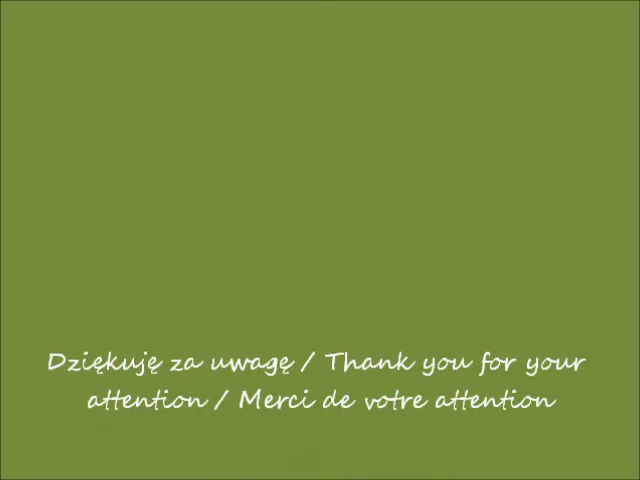 Dziękuję za uwagę / Thank you for your
attention / Merci de votre attention